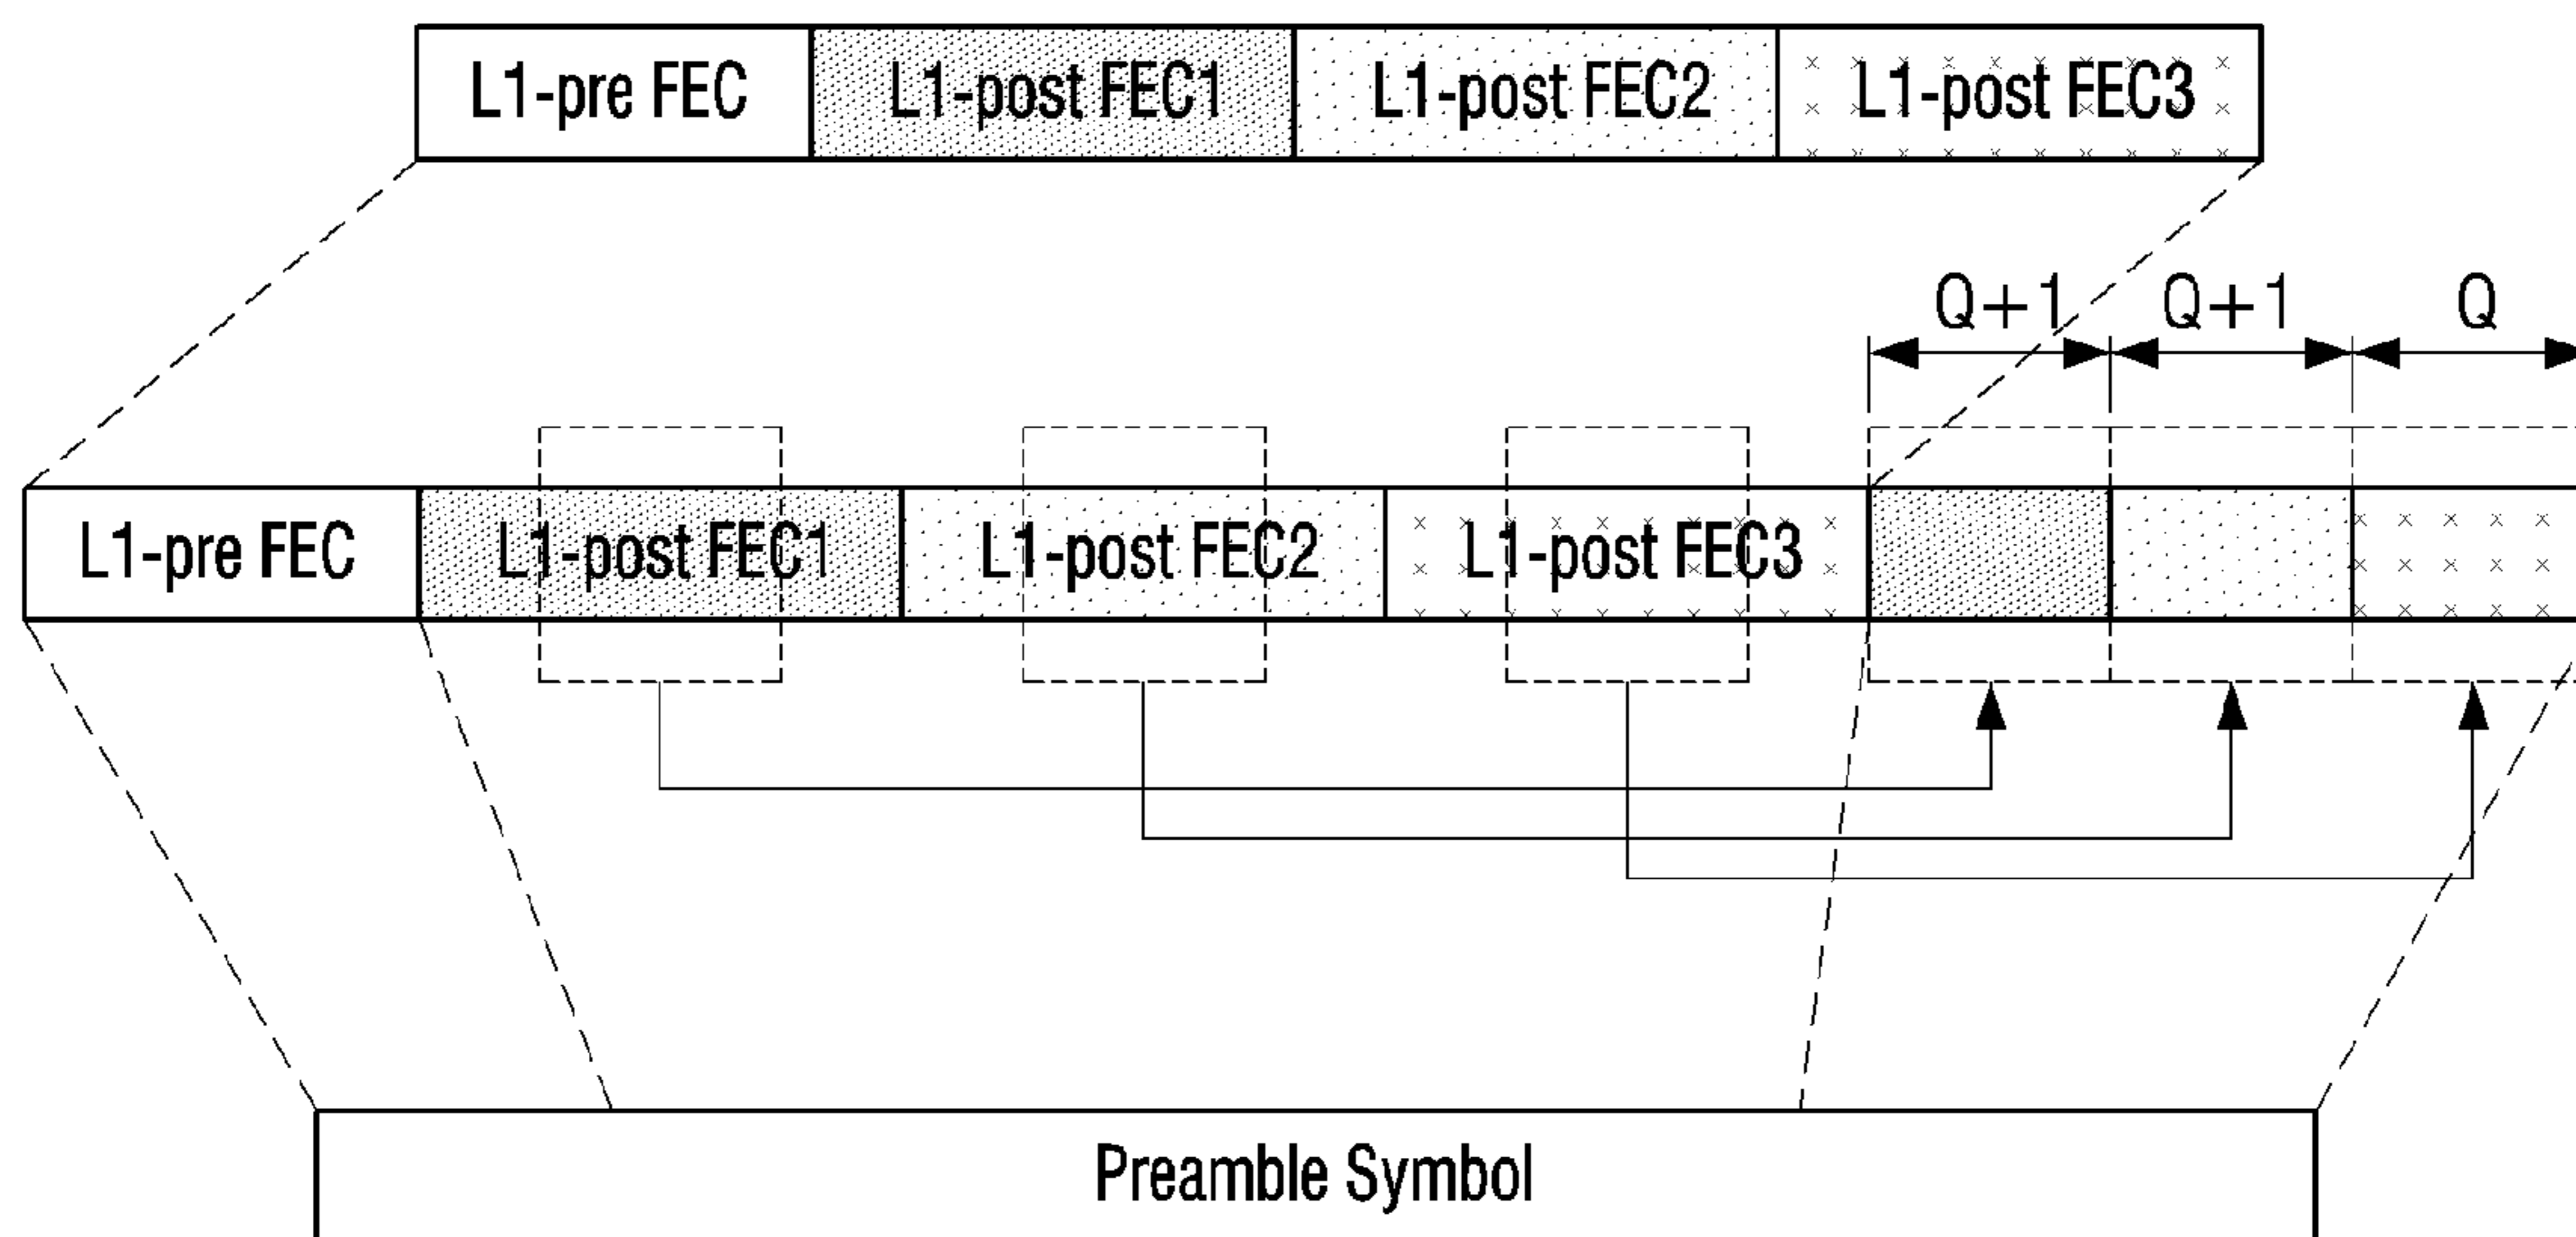 L1-pre FEC L1-post FEC1 L1-post FEC2 L1-post FEC3
Q+1 Q+1 Q
L1-pre FEC L1-post FEC1 L1-post FEC2 L1-post FEC3
Preamble Symbol